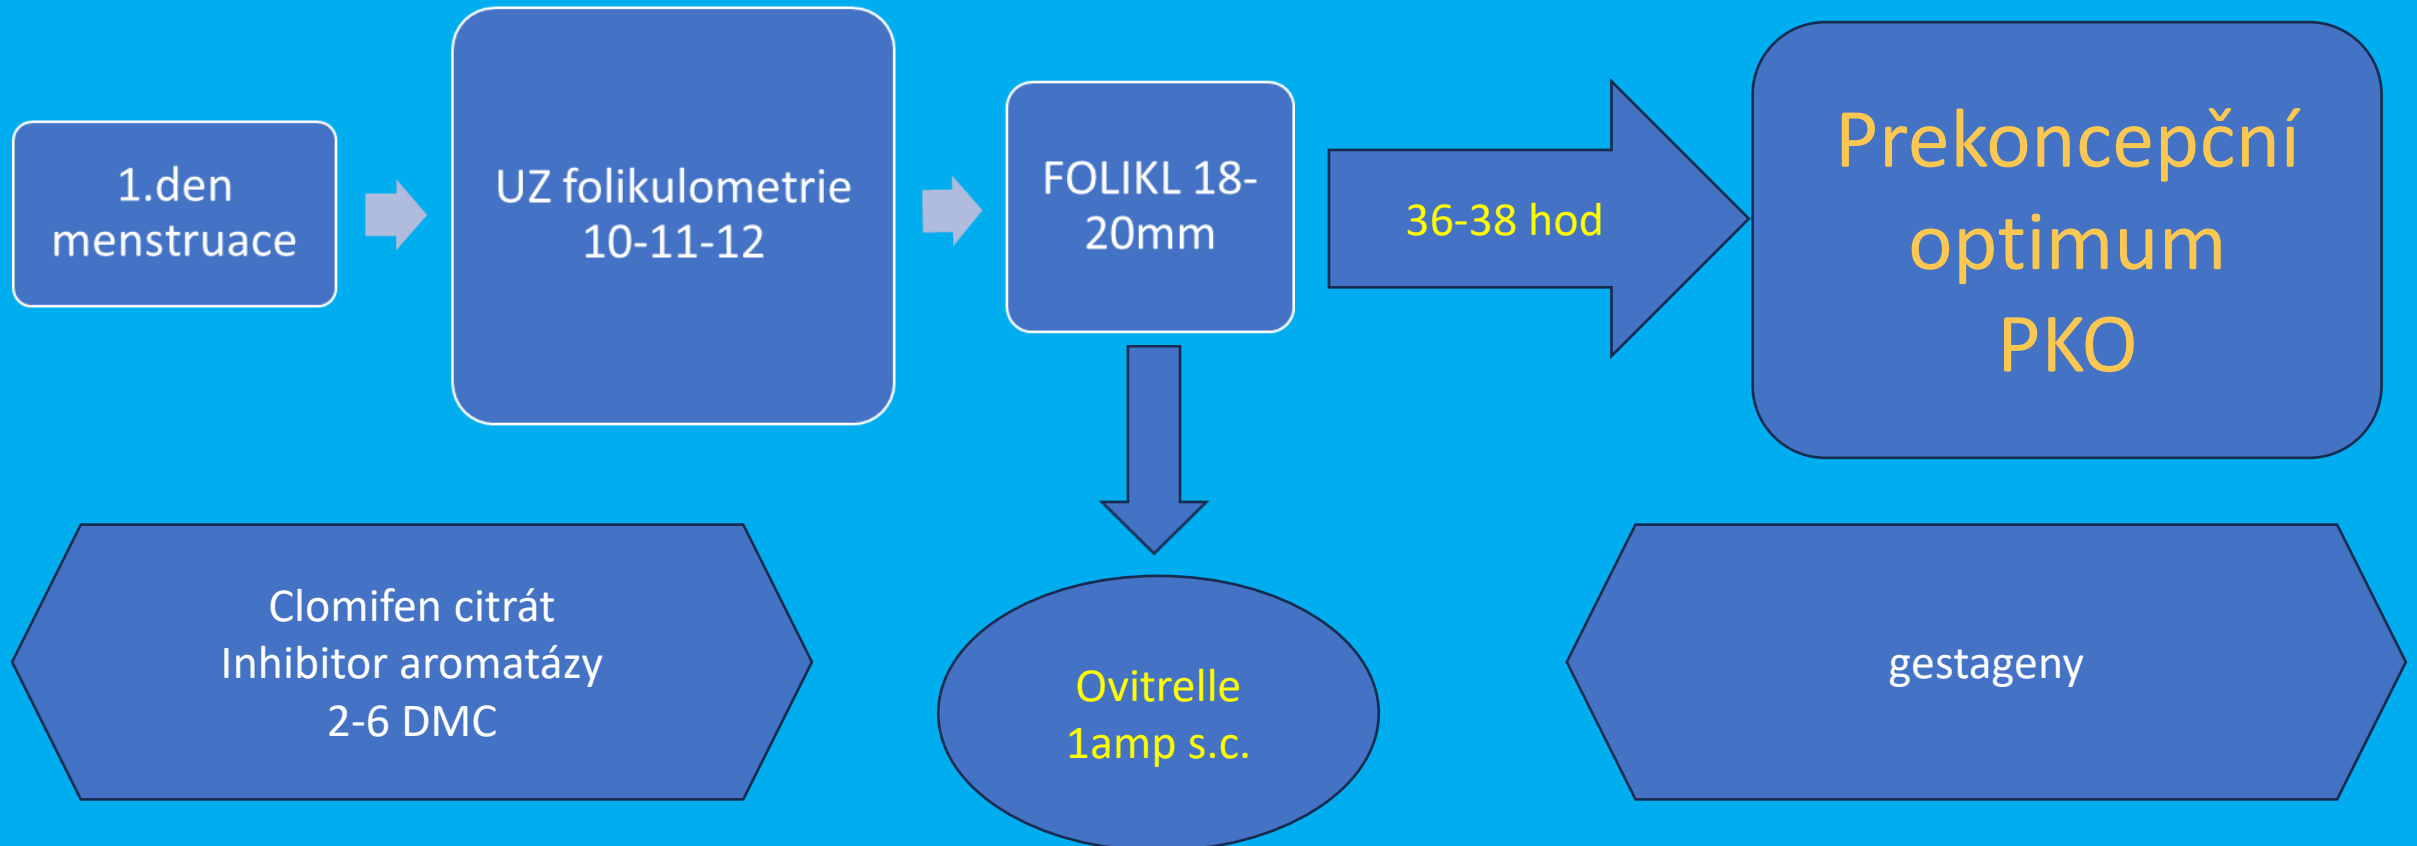 1.den
menstruace
UZ folikulometrie
10-11-12
FOLIKL 18-
20mm
36-38 hod
Prekoncepční
optimum
PKO
Clomifen citrát
Inhibitor aromatázy
2-6 DMC
Ovitrelle
1amp s.c.
gestageny